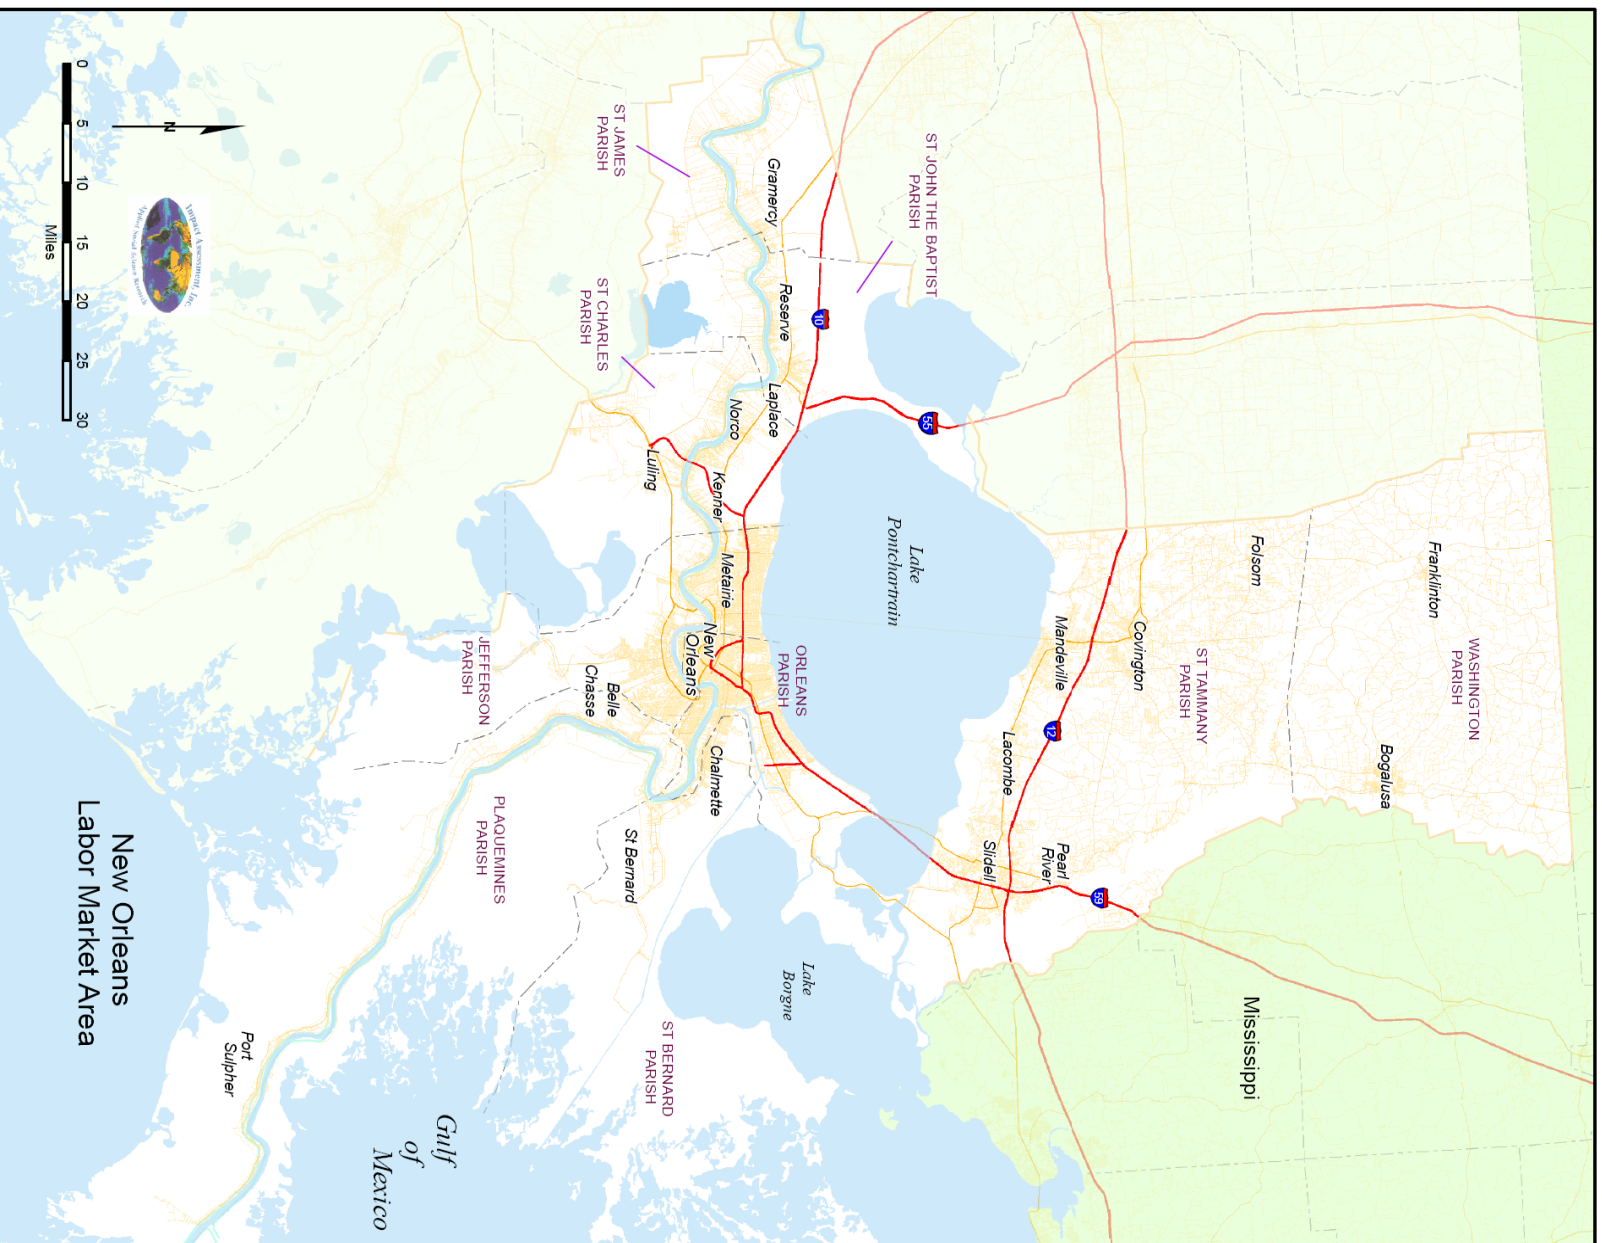 WASHINGTON
PARISH
Franklinton
Bogalusa
Folsom
ST TAMMANY
PARISH
Covington
Mandeville
12
Lacombe
Pearl
River
Slidell
59
Mississippi
ST JOHN THE BAPTIST
PARISH
55
10
Lake
Pontchartrain
Gramercy
Reserve
Laplace
Norco
Kenner
Luling
Metairie
New
Orleans
ORLEANS
PARISH
Chalmette
Lake
Borgne
ST JAMES
PARISH
ST CHARLES
PARISH
Belle
Chasse
St Bernard
ST BERNARD
PARISH
JEFFERSON
PARISH
PLAQUEMINES
PARISH
Gulf
of
Mexico
Port
Sulpher
N
Impact Assessment, Inc.
Applied Social Science Research
0 5 10 15 20 25 30
Miles
New Orleans
Labor Market Area